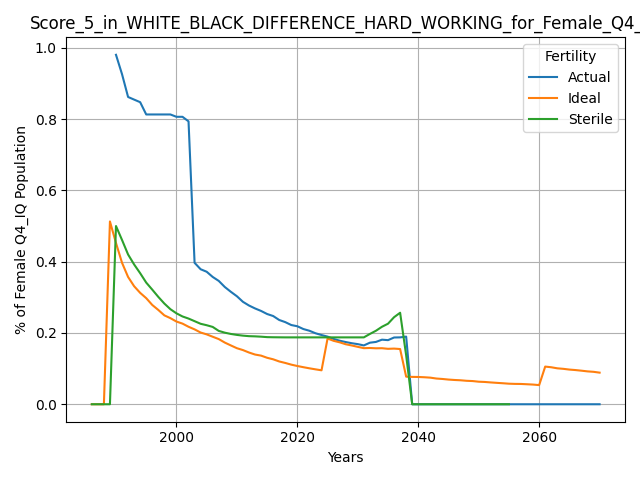 Score_5_in_WHITE_BLACK_DIFFERENCE_HARD_WORKING_for_Female_Q4_
Fertility
Actual
Ideal
Sterile
% of Female Q4_IQ Population
1.0
0.8
0.6
0.4
0.2
0.0
2000
2020
2040
2060
Years